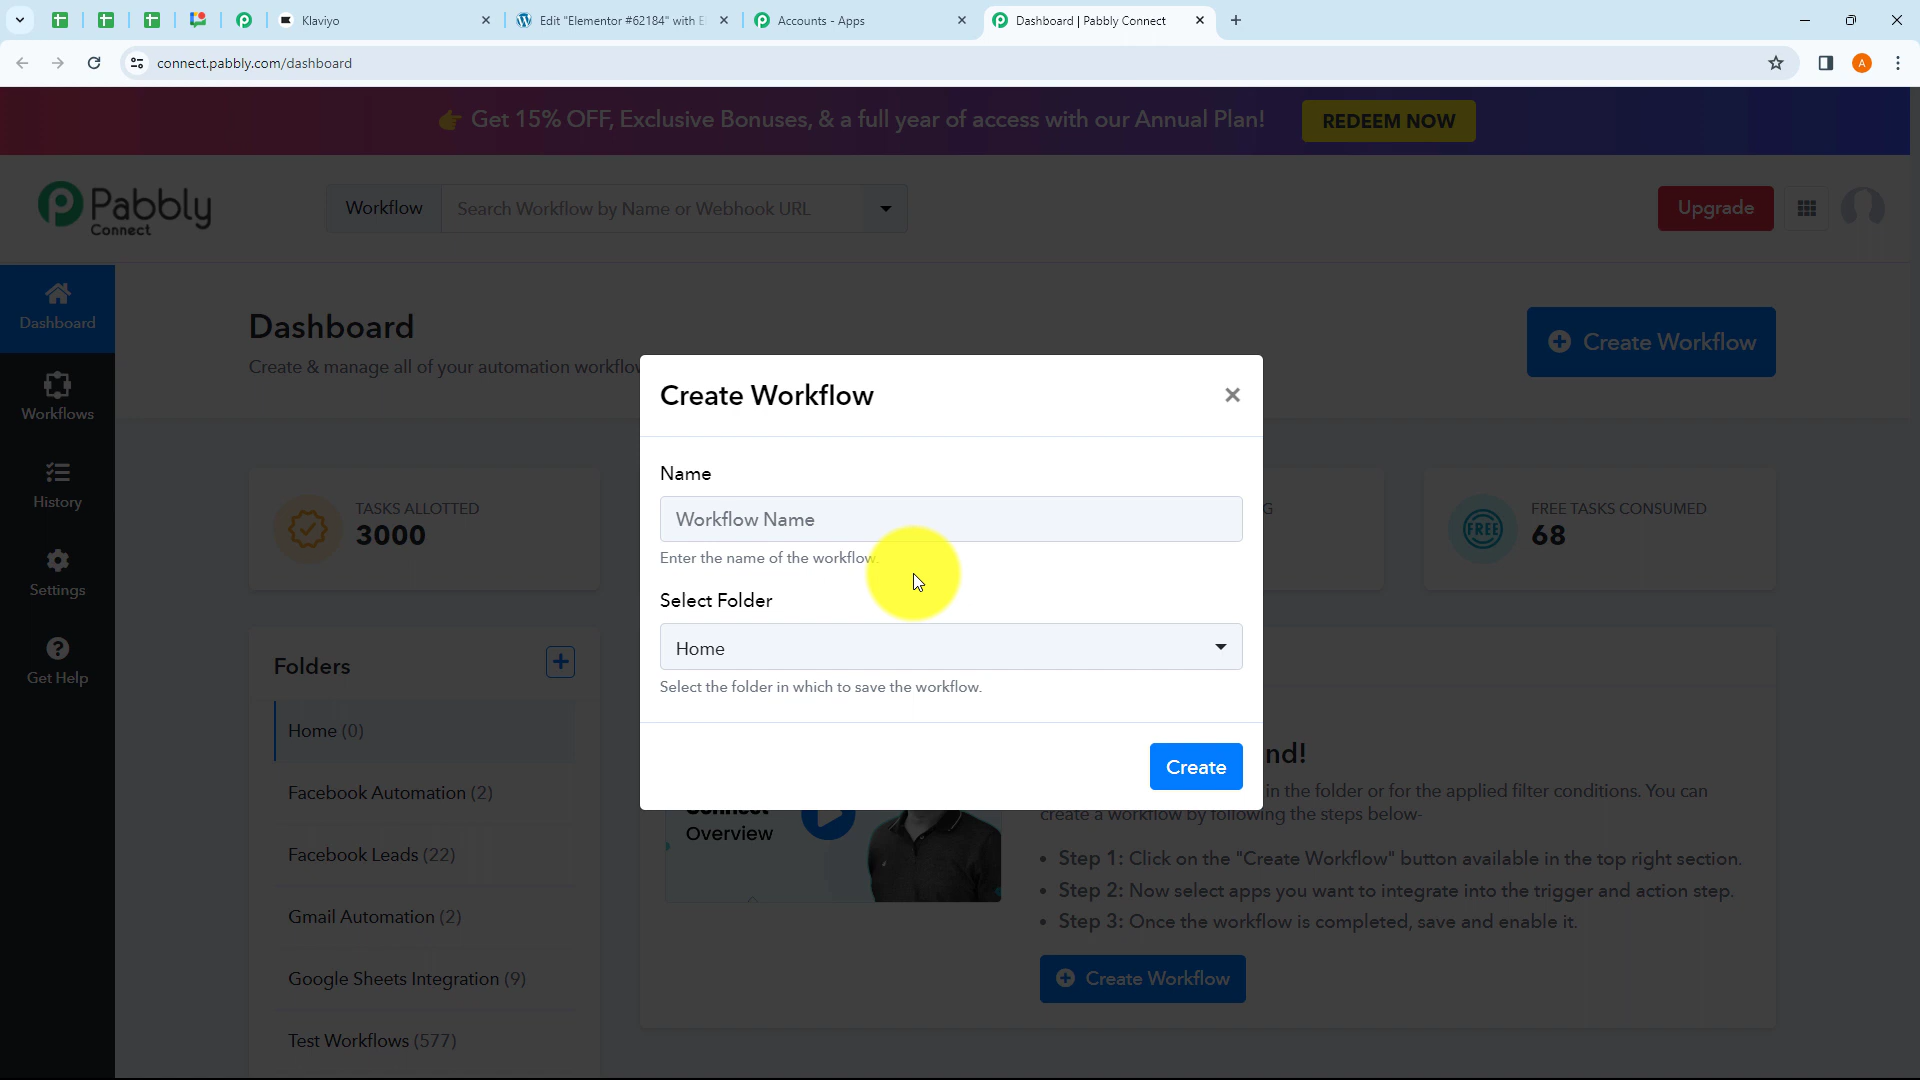 Klaviyo
Edit "Elementor #62184" with E
Accounts - Apps
Dashboard | Pabbly Connect
connect.pabbly.com/dashboard
Get 15% OFF, Exclusive Bonuses, & a full year of access with our Annual Plan!
REDEEM NOW
Pabbly
Connect
Workflow
Search Workflow by Name or Webhook URL
Upgrade
A
Dashboard
Workflows
History
Settings
Get Help
Dashboard
Create & manage all of your automation workflow
Create Workflow
TASKS ALLOTTED
3000
G
FREE TASKS CONSUMED
68
FREE
Create Workflow
Name
Workflow Name
Enter the name of the workflow.
Select Folder
Home
Select the folder in which to save the workflow.
Create
Folders
Home (0)
Facebook Automation (2)
Facebook Leads (22)
Gmail Automation (2)
Google Sheets Integration (9)
Test Workflows (577)
Connect
Overview
nd!
in the folder or for the applied filter conditions. You can
create a workflow by following the steps below-
• Step 1: Click on the "Create Workflow" button available in the top right section.
• Step 2: Now select apps you want to integrate into the trigger and action step.
• Step 3: Once the workflow is completed, save and enable it.
Create Workflow